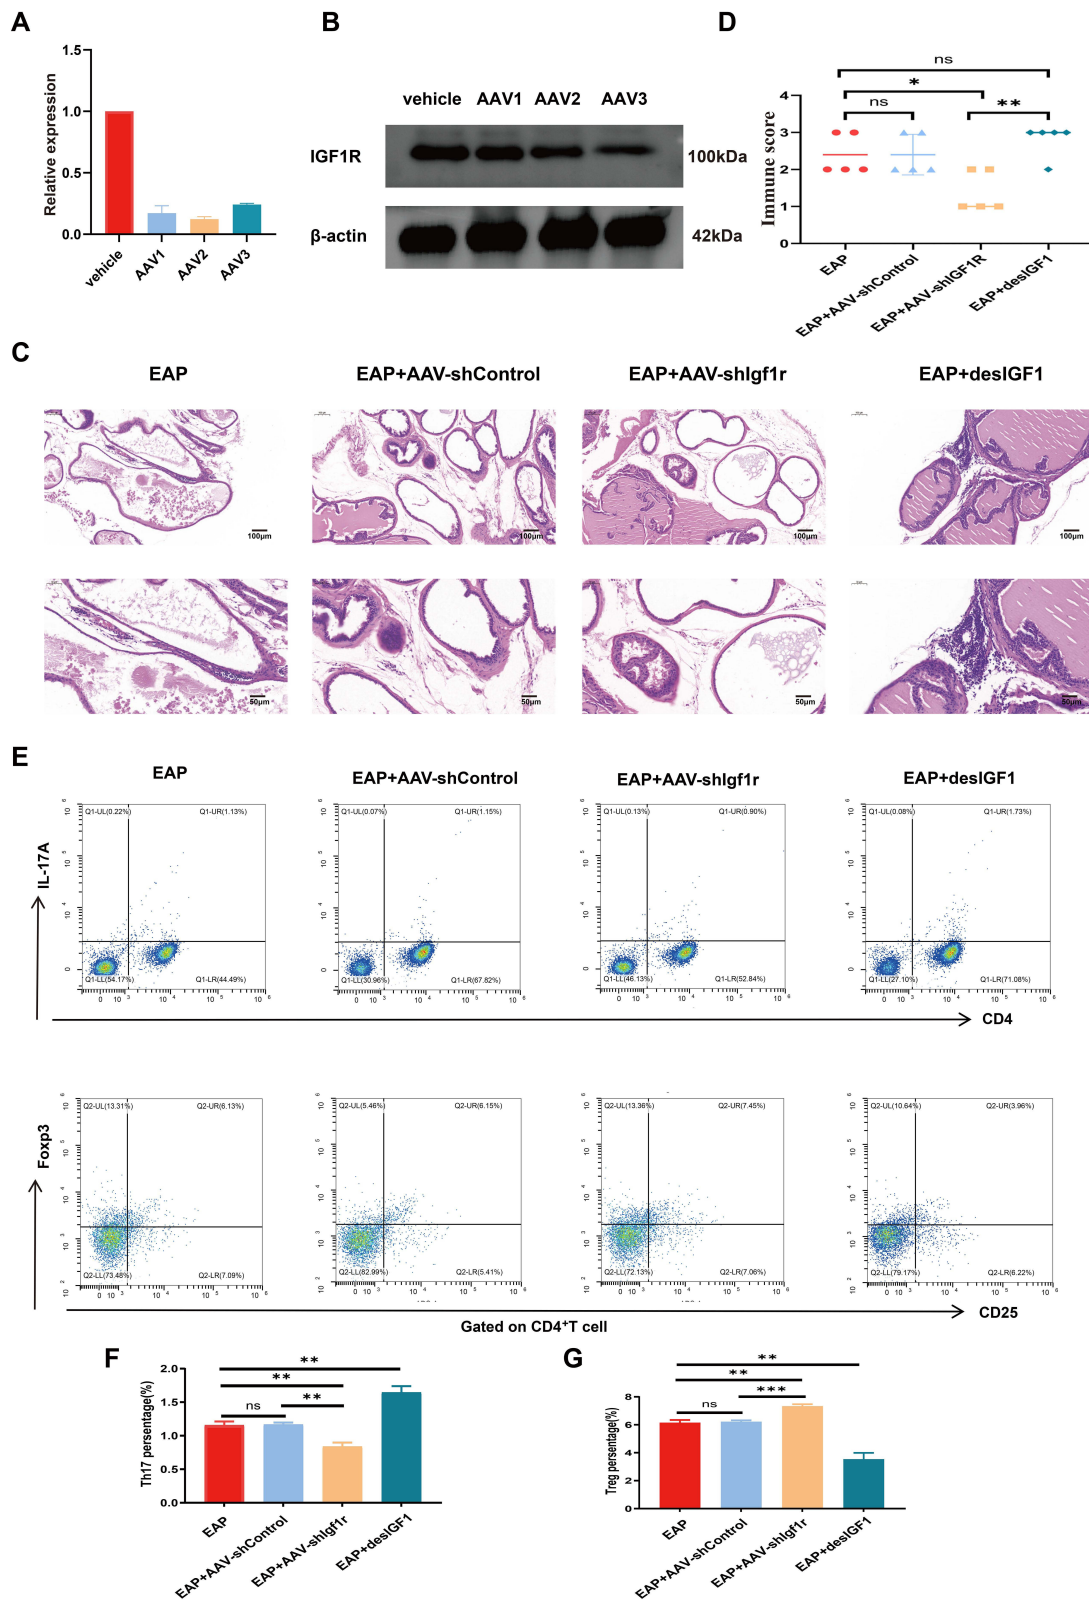 A
Relative expression
1.5
1.0
0.5
0.0
vehicle
AAV1
AAV2
AAV3
B
vehicle AAV1 AAV2 AAV3
IGF1R
100kDa
β-actin
42kDa
D
Immune score
4
3
2
1
0
ns
*
ns
**
EAP
EAP+AAV-shControl
EAP+AAV-shIGF1R
EAP+desIGF1
C
EAP
EAP+AAV-shControl
EAP+AAV-shIgf1r
EAP+desIGF1
100μm
100μm
100μm
100μm
50μm
50μm
50μm
50μm
E
EAP
EAP+AAV-shControl
EAP+AAV-shIgf1r
EAP+desIGF1
IL-17A
Q1-UL(0.22%) Q1-UR(1.13%)
Q1-LL(54.17%) Q1-LR(44.49%)
Q1-UL(0.07%) Q1-UR(1.15%)
Q1-LL(30.96%) Q1-LR(67.82%)
Q1-UL(0.13%) Q1-UR(0.90%)
Q1-LL(46.13%) Q1-LR(52.84%)
Q1-UL(0.08%) Q1-UR(1.73%)
Q1-LL(27.10%) Q1-LR(71.08%)
CD4
Foxp3
Q2-UL(13.31%) Q2-UR(6.13%)
Q2-LL(73.48%) Q2-LR(7.09%)
Q2-UL(5.46%) Q2-UR(6.15%)
Q2-LL(82.99%) Q2-LR(5.41%)
Q2-UL(13.36%) Q2-UR(7.45%)
Q2-LL(72.13%) Q2-LR(7.06%)
Q2-UL(10.64%) Q2-UR(3.96%)
Q2-LL(79.17%) Q2-LR(6.22%)
CD25
Gated on CD4⁺T cell
F
Th17 persentage(%)
2.0
1.5
1.0
0.5
0.0
**
**
ns
**
EAP
EAP+AAV-shControl
EAP+AAV-shIgf1r
EAP+desIGF1
G
Treg percentage(%)
8
6
4
2
0
**
**
ns
***
EAP
EAP+AAV-shControl
EAP+AAV-shIgf1r
EAP+desIGF1